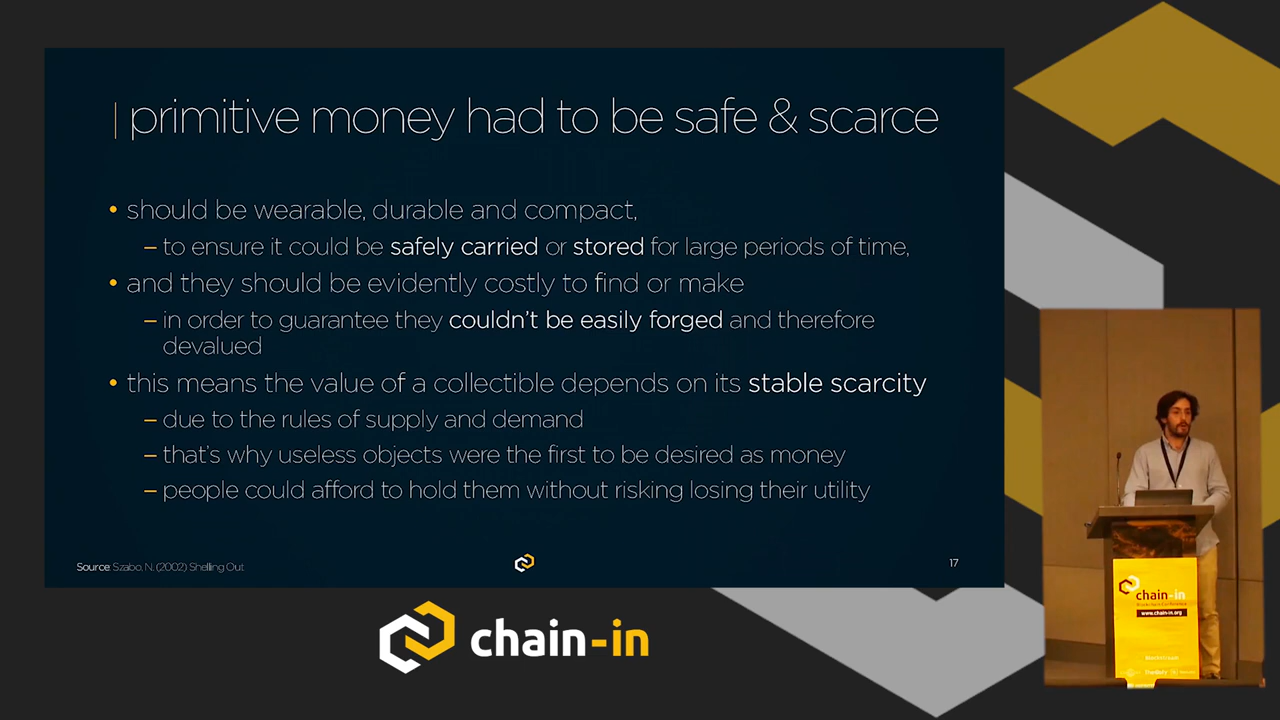 primitive money had to be safe & scarce
• should be wearable, durable and compact,
– to ensure it could be safely carried or stored for large periods of time,
• and they should be evidently costly to find or make
– in order to guarantee they couldn't be easily forged and therefore
devalued
• this means the value of a collectible depends on its stable scarcity
– due to the rules of supply and demand
– that's why useless objects were the first to be desired as money
– people could afford to hold them without risking losing their utility
Source: Szabo, N. (2002) Shelling Out
17
chain-in
chain-in
www.chain-in.org